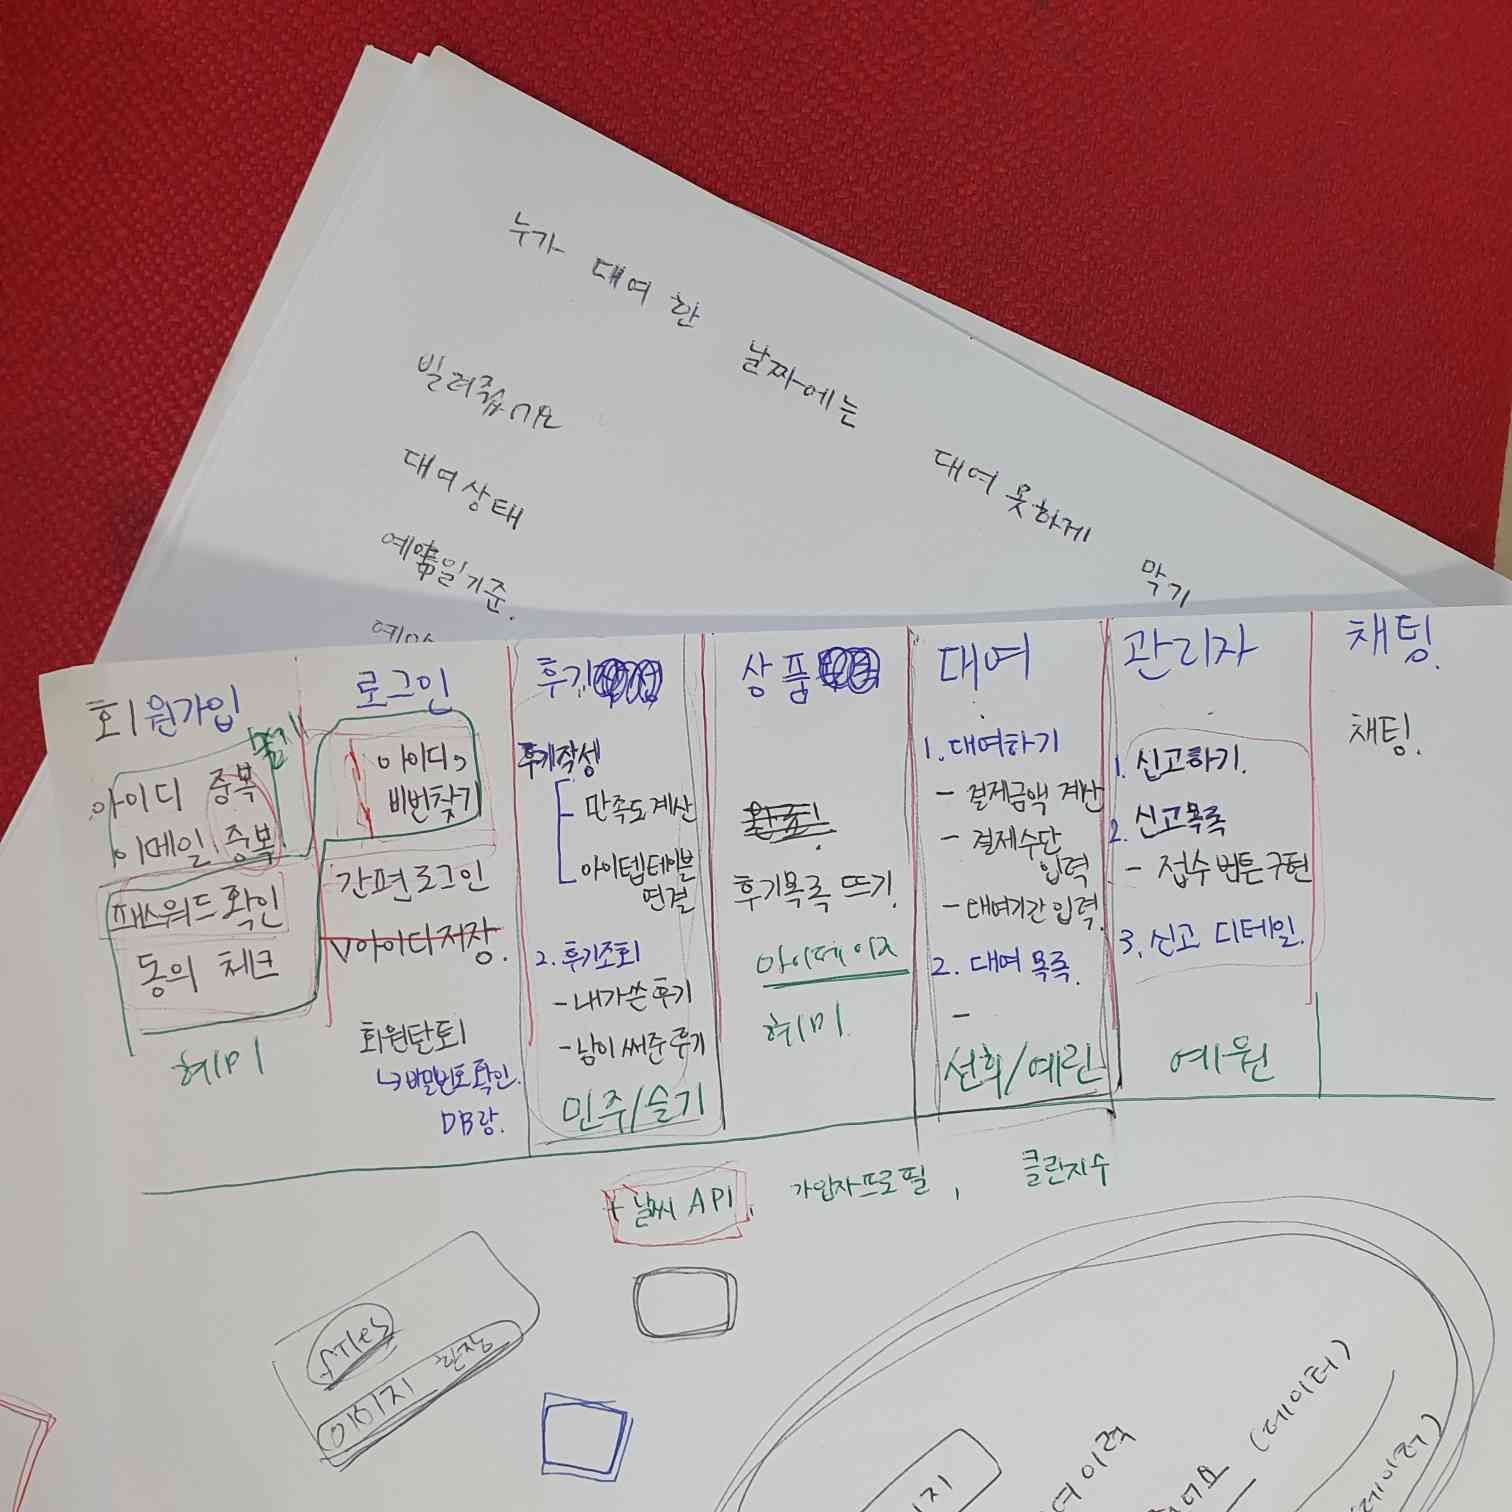 누가 대여 한 날짜에는 대여 못하게 막기
빌려줬어요
대여상태
예약일기준.
회원가입
아이디 중복
이메일 중복
패스워드 확인
동의 체크
혜미
로그인
아이디,
비번찾기
간편로그인
V아이디저장.
회원탈퇴
↳비밀번호확인.
DB랑.
후기
후기작성
- 만족도계산
- 아이템테이블
연결
2. 후기조회
- 내가쓴후기
- 남이써준후기
민주/슬기
상품
후기목록 뜨기.
마이페이지
혜미.
대여
1. 대여하기
- 결제금액 계산
- 결제수단
입력
- 대여기간입력.
2. 대여 목록
-
선희/예린
관리자
1. 신고하기.
2. 신고목록
- 접수버튼구현
3. 신고 디테일.
예원
채팅.
채팅.
+ 날씨 API, 가입자프로필, 클린지수
files
이미지 한장
(데이터)